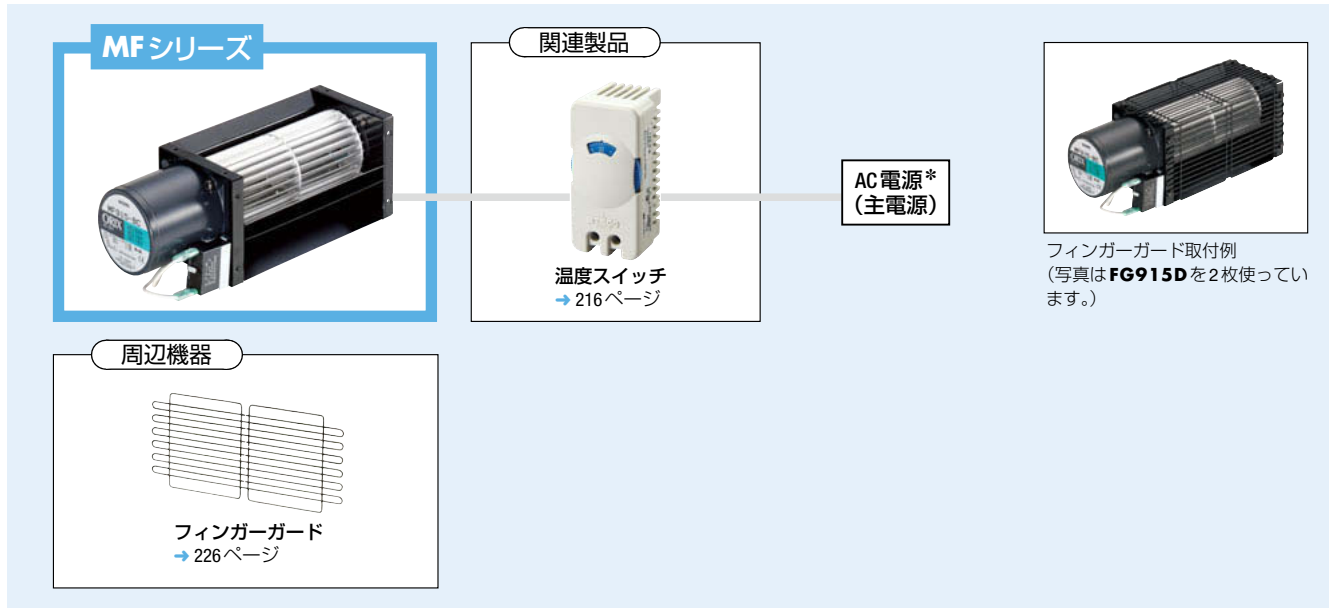 MFシリーズ
関連製品
温度スイッチ
→ 216ページ
AC電源*
(主電源)
フィンガーガード取付例
(写真はFG915Dを2枚使ってい
ます。)
周辺機器
フィンガーガード
→ 226ページ